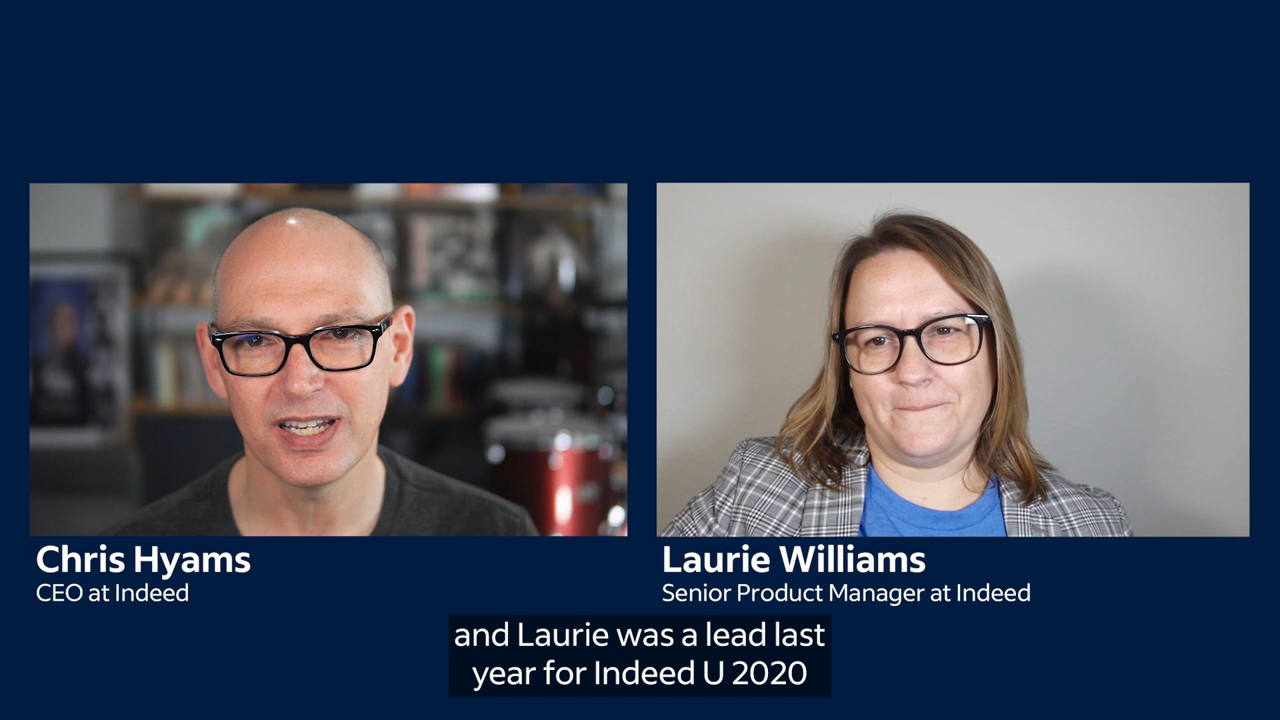 Chris Hyams
CEO at Indeed
Laurie Williams
Senior Product Manager at Indeed
and Laurie was a lead last
year for Indeed U 2020